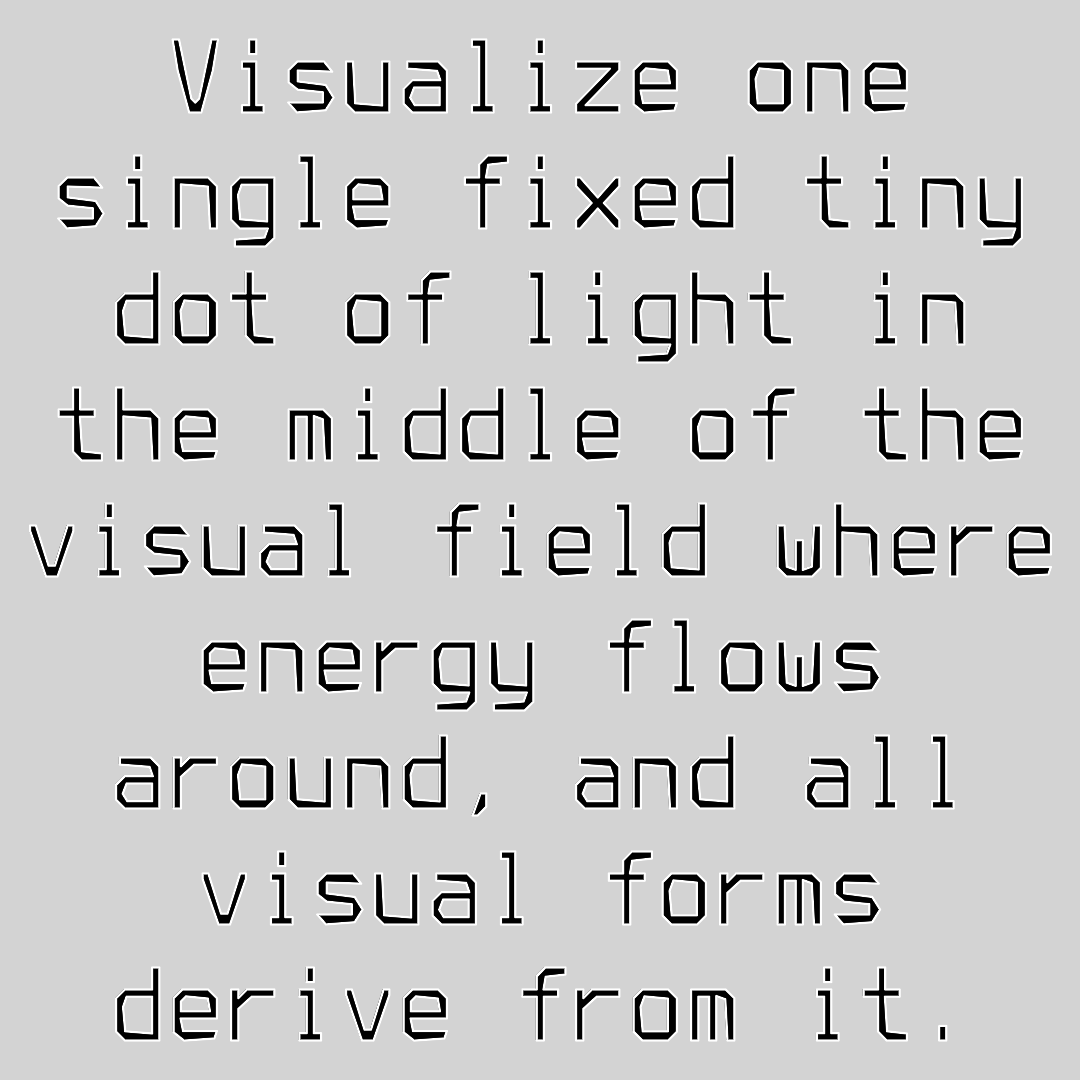 Visualize one
single fixed tiny
dot of light in
the middle of the
visual field where
energy flows
around, and all
visual forms
derive from it.